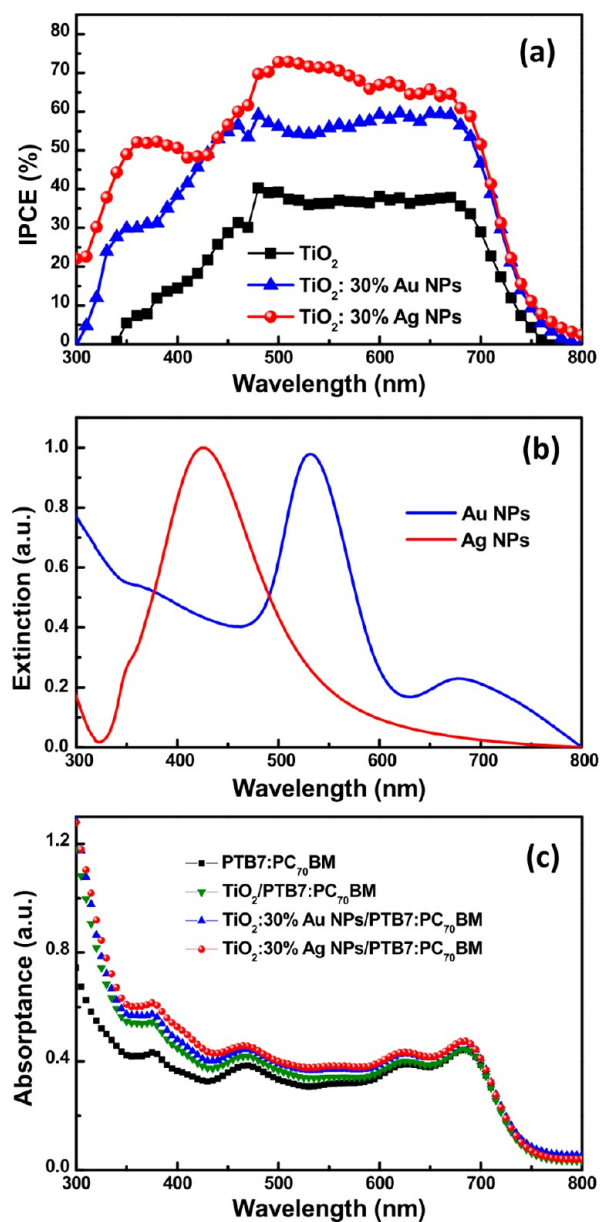 (a)
IPCE (%)
80
70
60
50
40
30
20
10
0
TiO₂
TiO₂: 30% Au NPs
TiO₂: 30% Ag NPs
300 400 500 600 700 800
Wavelength (nm)
(b)
Extinction (a.u.)
1.0
0.8
0.6
0.4
0.2
0.0
Au NPs
Ag NPs
300 400 500 600 700 800
Wavelength (nm)
(c)
Absorptance (a.u.)
1.2
0.8
0.4
0.0
PTB7:PC₇₀BM
TiO₂/PTB7:PC₇₀BM
TiO₂:30% Au NPs/PTB7:PC₇₀BM
TiO₂:30% Ag NPs/PTB7:PC₇₀BM
300 400 500 600 700 800
Wavelength (nm)